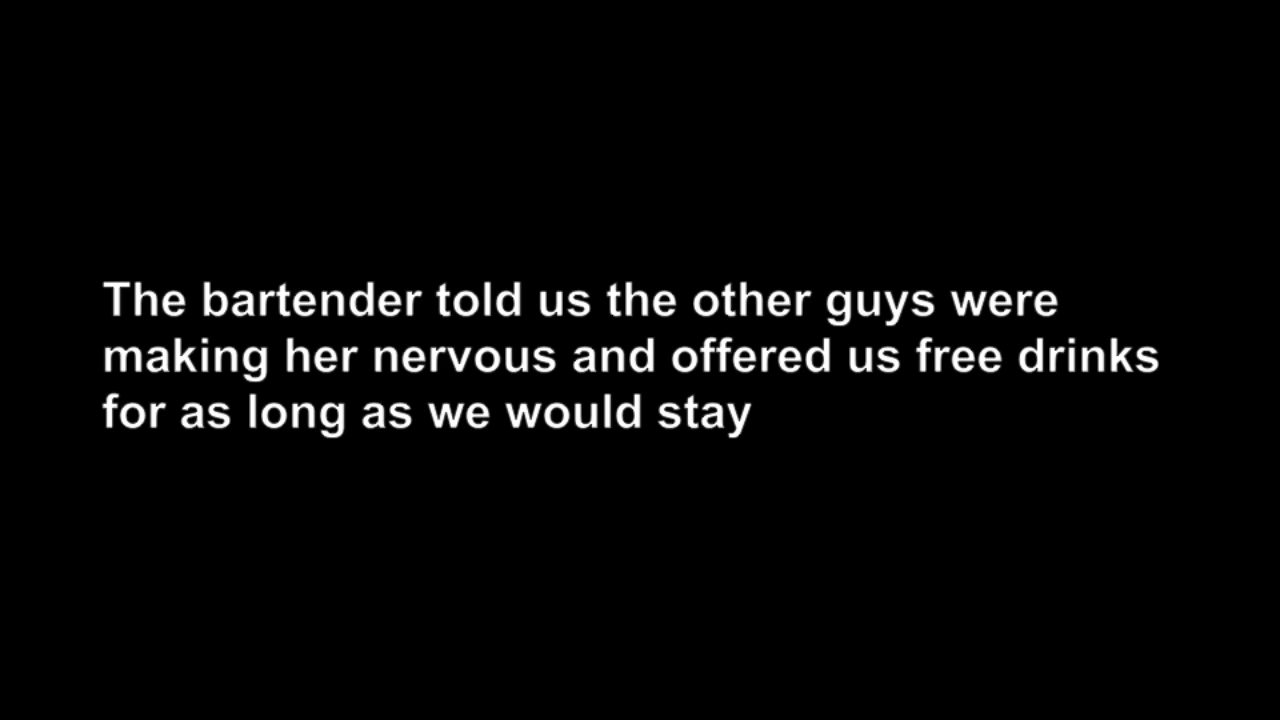 The bartender told us the other guys were
making her nervous and offered us free drinks
for as long as we would stay